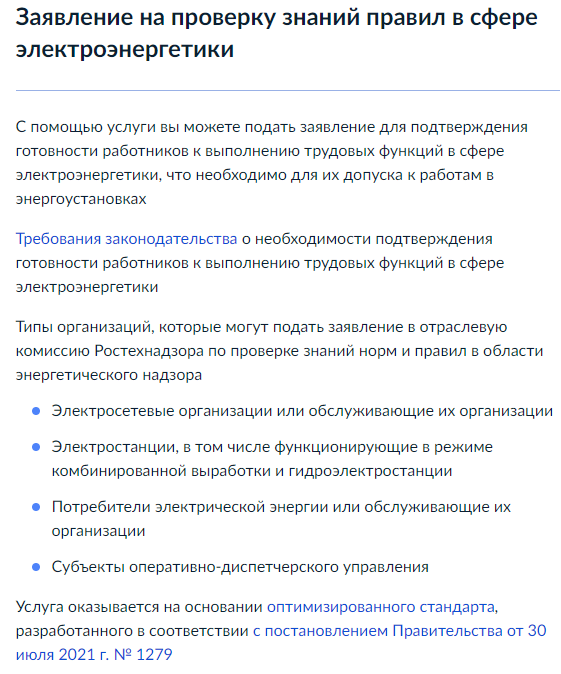 Заявление на проверку знаний правил в сфере
электроэнергетики
С помощью услуги вы можете подать заявление для подтверждения
готовности работников к выполнению трудовых функций в сфере
электроэнергетики, что необходимо для их допуска к работам в
энергоустановках
Требования законодательства о необходимости подтверждения
готовности работников к выполнению трудовых функций в сфере
электроэнергетики
Типы организаций, которые могут подать заявление в отраслевую
комиссию Ростехнадзора по проверке знаний норм и правил в области
энергетического надзора
Электросетевые организации или обслуживающие их организации
Электростанции, в том числе функционирующие в режиме
комбинированной выработки и гидроэлектростанции
Потребители электрической энергии или обслуживающие их
организации
Субъекты оперативно-диспетчерского управления
Услуга оказывается на основании оптимизированного стандарта,
разработанного в соответствии с постановлением Правительства от 30
июля 2021 г. № 1279